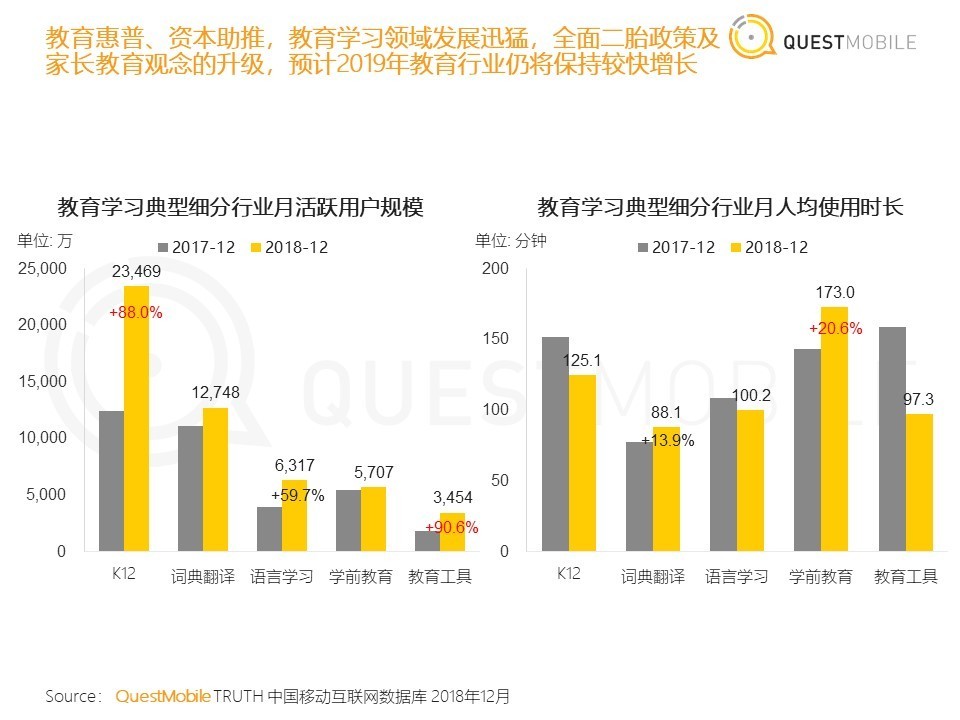 教育惠普、资本助推，教育学习领域发展迅猛，全面二胎政策及
家长教育观念的升级，预计2019年教育行业仍将保持较快增长
QUESTMOBILE
教育学习典型细分行业月活跃用户规模
单位: 万
2017-12 2018-12
25,000
20,000
15,000
10,000
5,000
0
23,469
+88.0%
12,748
6,317
+59.7%
5,707
3,454
+90.6%
K12 词典翻译 语言学习 学前教育 教育工具
教育学习典型细分行业月人均使用时长
单位: 分钟
2017-12 2018-12
200
150
100
50
0
125.1
88.1
+13.9%
100.2
173.0
+20.6%
97.3
K12 词典翻译 语言学习 学前教育 教育工具
QUESTMOBILE
Source： QuestMobile TRUTH 中国移动互联网数据库 2018年12月